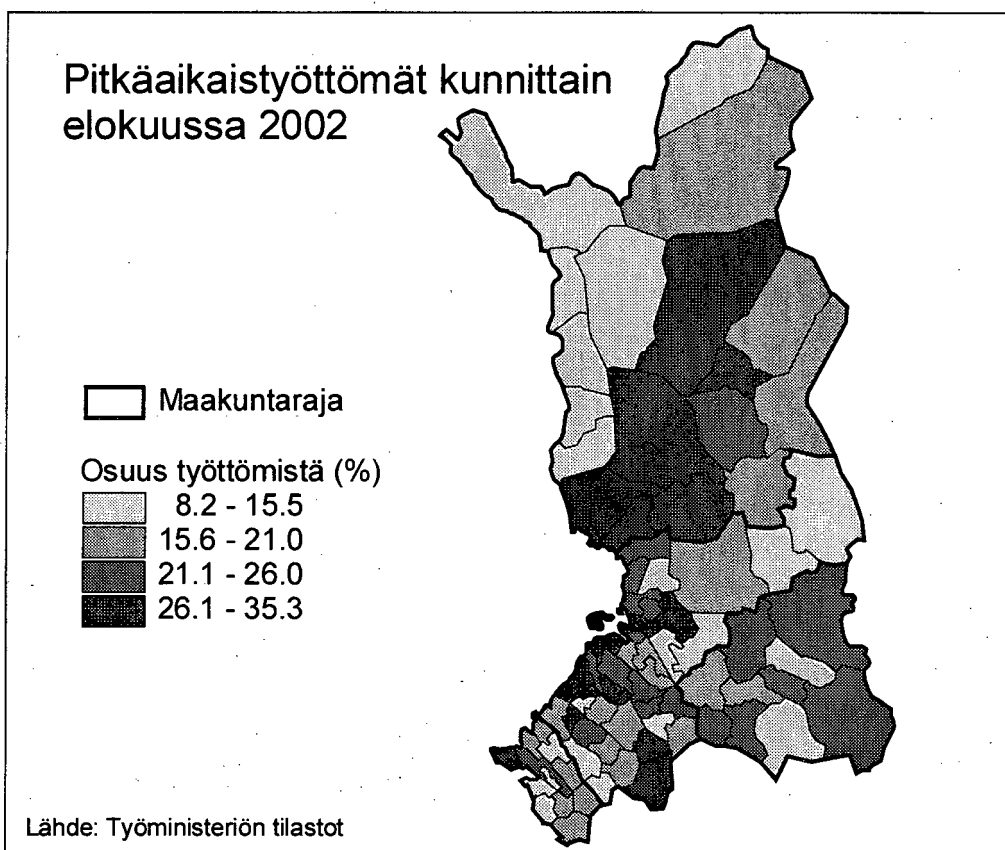 Pitkäaikaistyöttömät kunnittain
elokuussa 2002
Maakuntaraja
Osuus työttömistä (%)
8.2 - 15.5
15.6 - 21.0
21.1 - 26.0
26.1 - 35.3
Lähde: Työministeriön tilastot